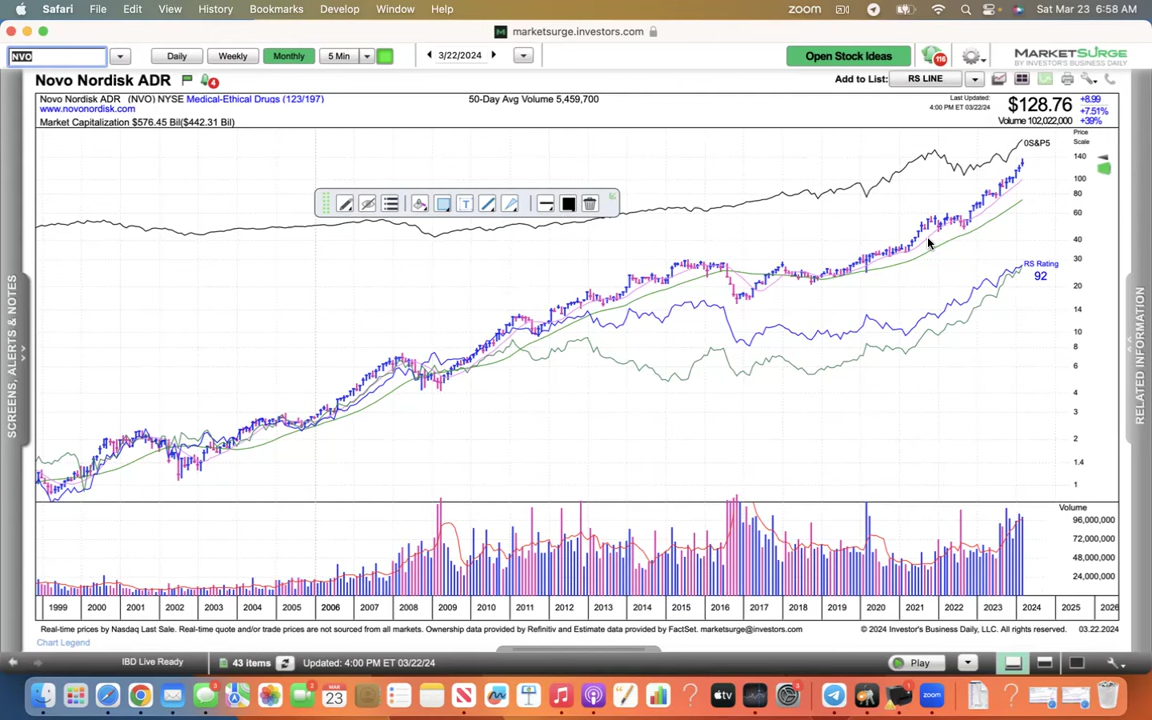 Safari File Edit View History Bookmarks Develop Window Help zoom Sat Mar 23 6:58 AM
marketsurge.investors.com
NVO Daily Weekly Monthly 5 Min 3/22/2024 Open Stock Ideas 116 MARKETSURGE
BY INVESTOR'S BUSINESS DAILY
Novo Nordisk ADR 4 Add to List: RS LINE
Novo Nordisk ADR (NVO) NYSE Medical-Ethical Drugs (123/197) 50-Day Avg Volume 5,459,700
www.novonordisk.com
Market Capitalization $576.45 Bil($442.31 Bil)
Last Updated:
4:00 PM ET 03/22/24
$128.76
Volume 102,022,000
+8.99
+7.51%
+39%
Price
Scale
0S&P5
140
100
80
60
40
30
RS Rating
92
20
14
10
8
6
4
3
2
1.4
1
T
Volume
96,000,000
72,000,000
48,000,000
24,000,000
1999 2000 2001 2002 2003 2004 2005 2006 2007 2008 2009 2010 2011 2012 2013 2014 2015 2016 2017 2018 2019 2020 2021 2022 2023 2024 2025 2026
Real-time prices by Nasdaq Last Sale. Real-time quote and/or trade prices are not sourced from all markets. Ownership data provided by Refinitiv and Estimate data provided by FactSet. marketsurge@investors.com © 2024 Investor's Business Daily, LLC. All rights reserved. 03.22.2024
Chart Legend
SCREENS, ALERTS & NOTES
RELATED INFORMATION
IBD Live Ready 43 items Updated: 4:00 PM ET 03/22/24 Play
MAR
23
tv
zoom